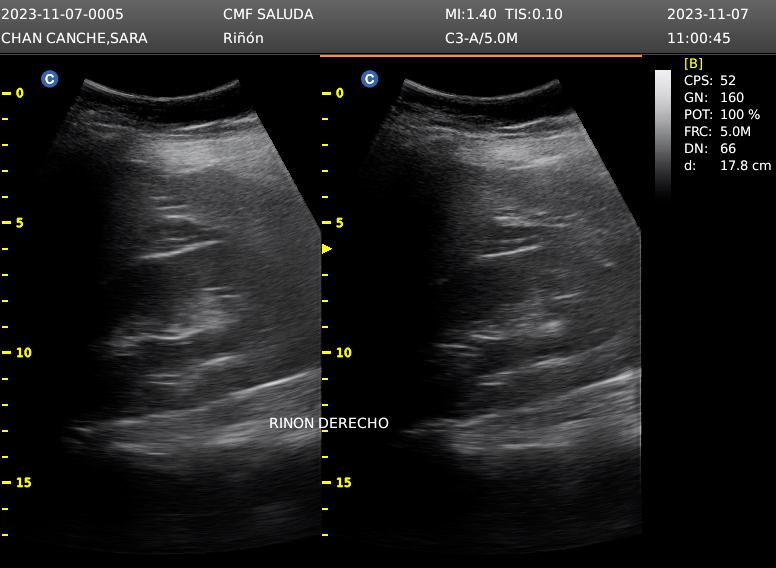 2023-11-07-0005 CMF SALUDA MI:1.40 TIS:0.10 2023-11-07
CHAN CANCHE,SARA Riñón C3-A/5.0M 11:00:45
[B]
CPS: 52
GN: 160
POT: 100 %
FRC: 5.0M
DN: 66
d: 17.8 cm
C C
0 0
5 5
10 10
RINON DERECHO
15 15